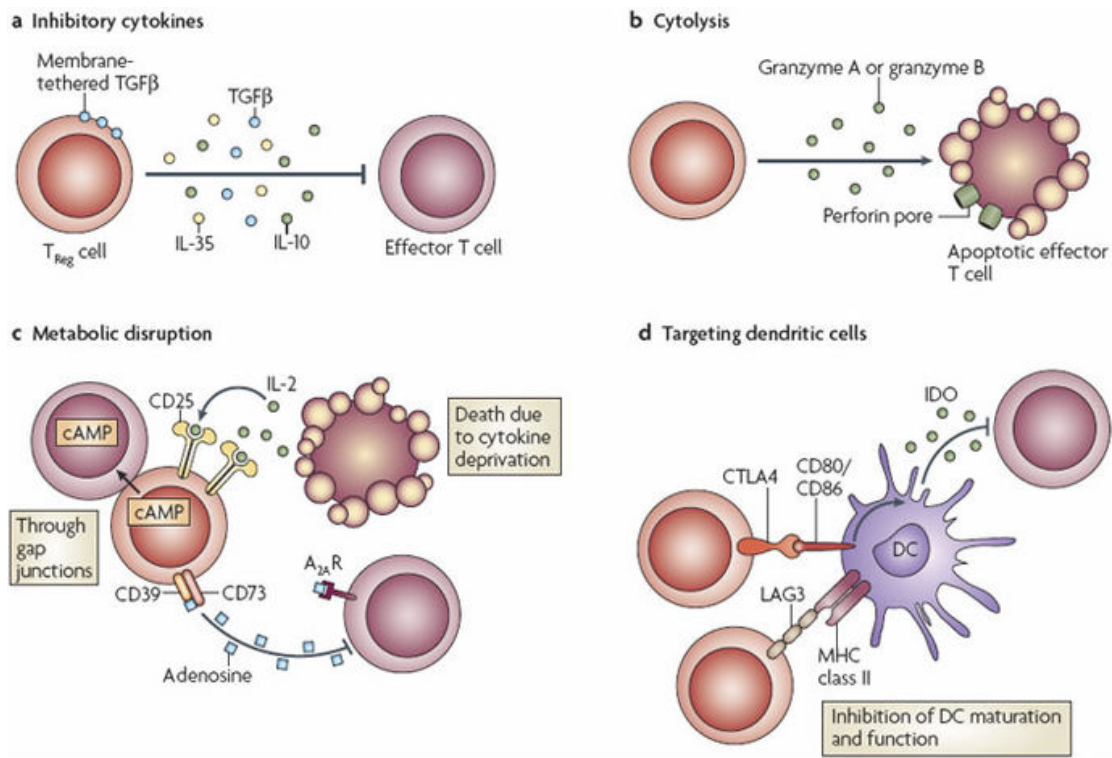 a Inhibitory cytokines
Membrane-
tethered TGFβ
TGFβ
IL-35
IL-10
T_Reg cell
Effector T cell
b Cytolysis
Granzyme A or granzyme B
Perforin pore
Apoptotic effector
T cell
c Metabolic disruption
IL-2
CD25
cAMP
cAMP
Death due
to cytokine
deprivation
Through
gap
junctions
CD39
CD73
A₂ₐR
Adenosine
d Targeting dendritic cells
IDO
CTLA4
CD80/
CD86
DC
LAG3
MHC
class II
Inhibition of DC maturation
and function